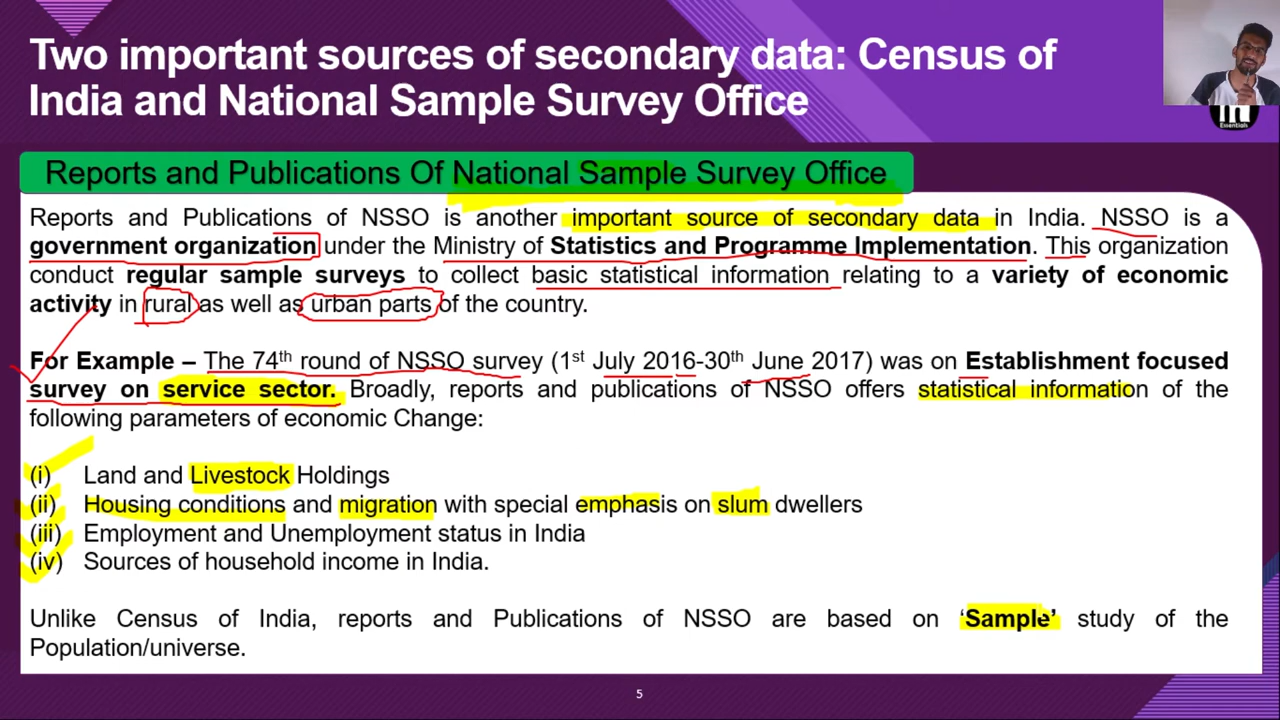 Two important sources of secondary data: Census of
India and National Sample Survey Office
Essentials
Reports and Publications Of National Sample Survey Office
Reports and Publications of NSSO is another important source of secondary data in India. NSSO is a
government organization under the Ministry of Statistics and Programme Implementation. This organization
conduct regular sample surveys to collect basic statistical information relating to a variety of economic
activity in rural as well as urban parts of the country.
For Example – The 74th round of NSSO survey (1st July 2016-30th June 2017) was on Establishment focused
survey on service sector. Broadly, reports and publications of NSSO offers statistical information of the
following parameters of economic Change:
(i) Land and Livestock Holdings
(ii) Housing conditions and migration with special emphasis on slum dwellers
(iii) Employment and Unemployment status in India
(iv) Sources of household income in India.
Unlike Census of India, reports and Publications of NSSO are based on ‘Sample’ study of the
Population/universe.
5